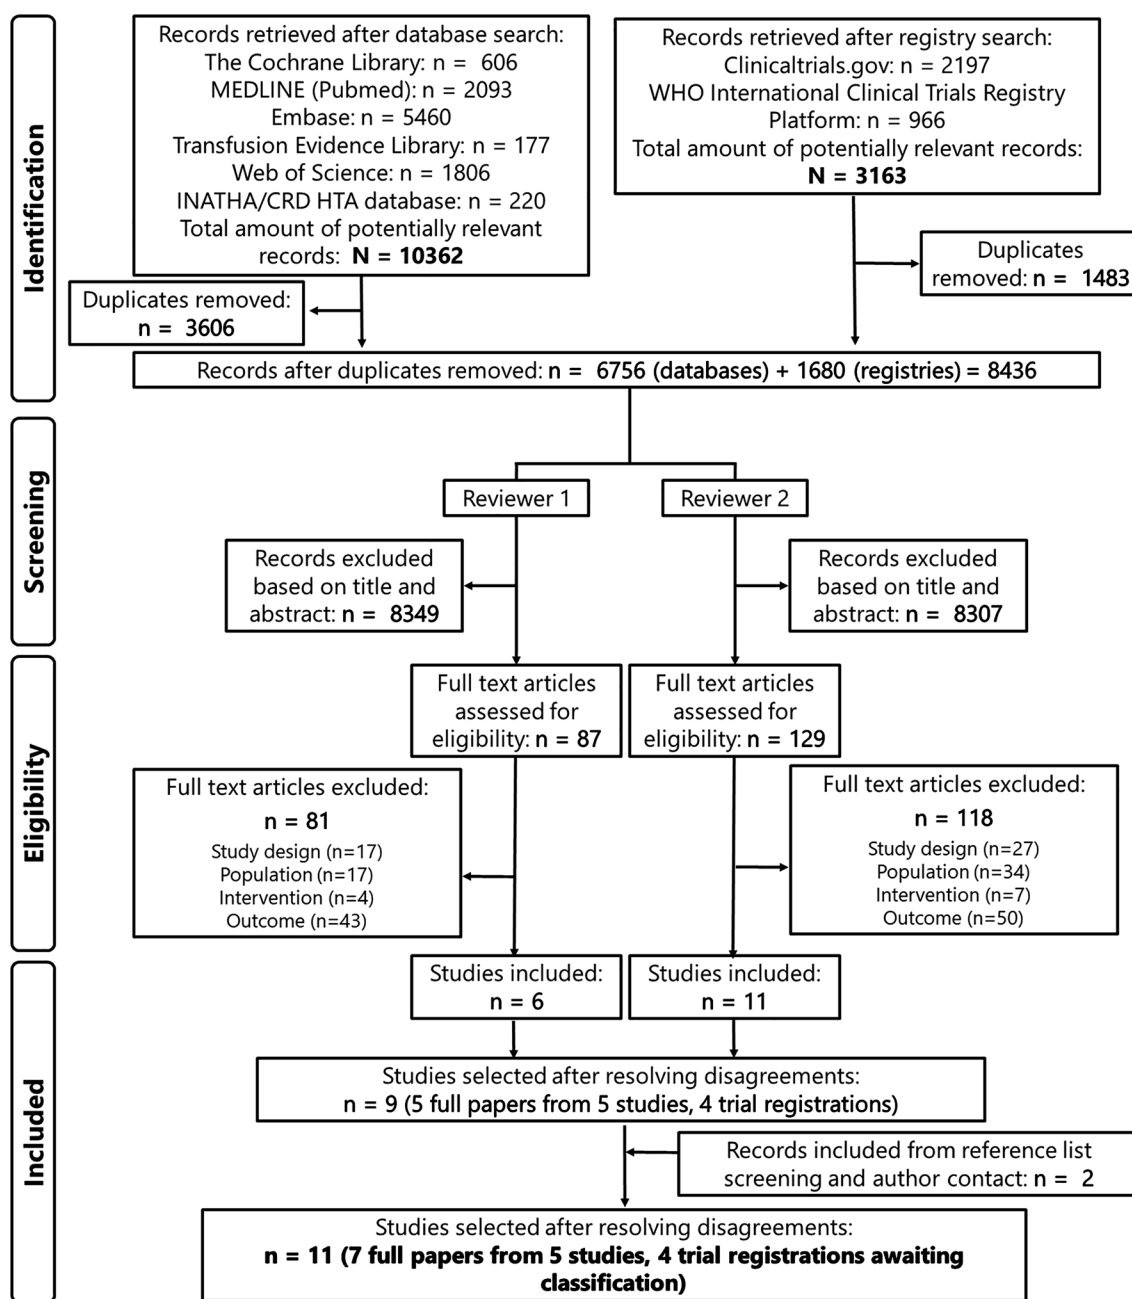 Identification
Records retrieved after database search:
The Cochrane Library: n = 606
MEDLINE (Pubmed): n = 2093
Embase: n = 5460
Transfusion Evidence Library: n = 177
Web of Science: n = 1806
INATHA/CRD HTA database: n = 220
Total amount of potentially relevant
records: N = 10362
Records retrieved after registry search:
Clinicaltrials.gov: n = 2197
WHO International Clinical Trials Registry
Platform: n = 966
Total amount of potentially relevant records:
N = 3163
Duplicates removed:
n = 3606
Duplicates
removed: n = 1483
Records after duplicates removed: n = 6756 (databases) + 1680 (registries) = 8436
Screening
Reviewer 1
Reviewer 2
Records excluded
based on title and
abstract: n = 8349
Records excluded
based on title and
abstract: n = 8307
Eligibility
Full text articles
assessed for
eligibility: n = 87
Full text articles
assessed for
eligibility: n = 129
Full text articles excluded:
n = 81
Study design (n=17)
Population (n=17)
Intervention (n=4)
Outcome (n=43)
Full text articles excluded:
n = 118
Study design (n=27)
Population (n=34)
Intervention (n=7)
Outcome (n=50)
Included
Studies included:
n = 6
Studies included:
n = 11
Studies selected after resolving disagreements:
n = 9 (5 full papers from 5 studies, 4 trial registrations)
Records included from reference list
screening and author contact: n = 2
Studies selected after resolving disagreements:
n = 11 (7 full papers from 5 studies, 4 trial registrations awaiting
classification)